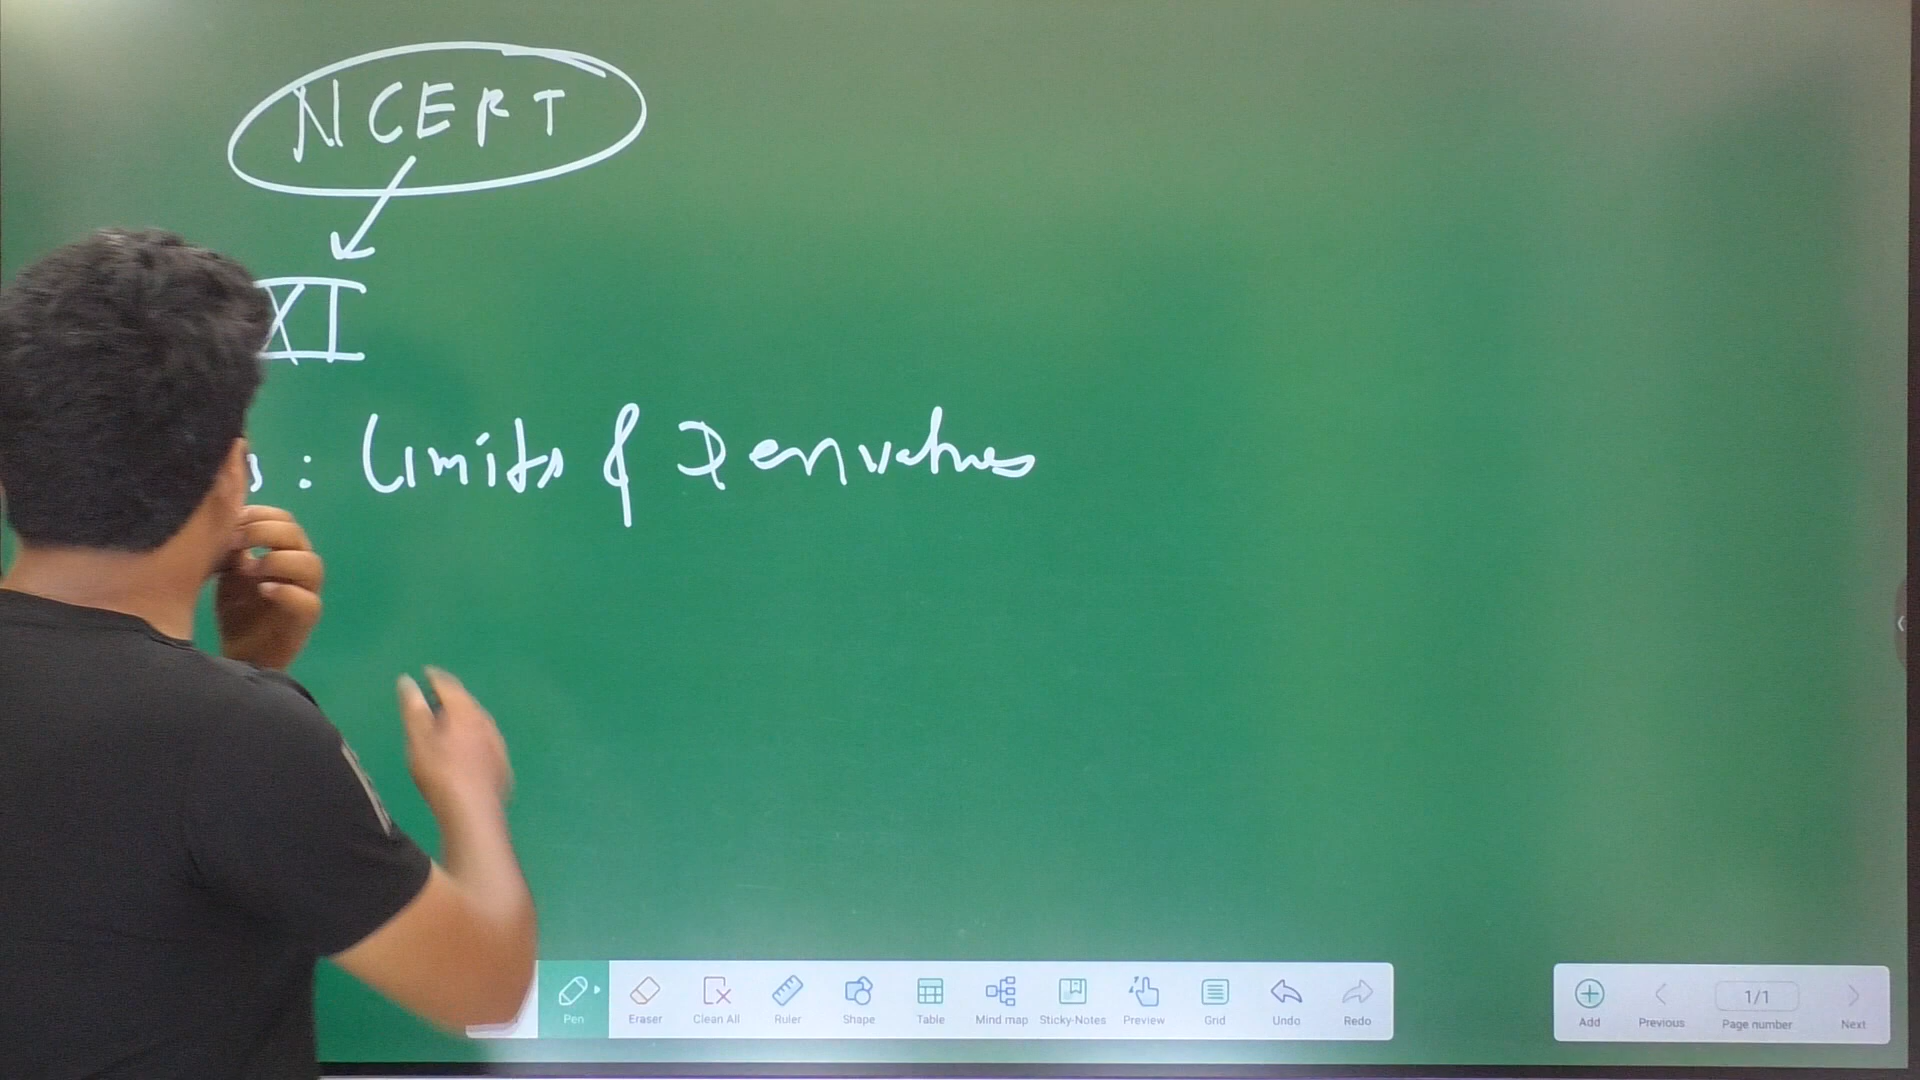 NCERT
XI
: Limits & Derivatives
Pen Eraser Clean All Ruler Shape Table Mind map Sticky-Notes Preview Grid Undo Redo
Add Previous 1/1 Page number Next